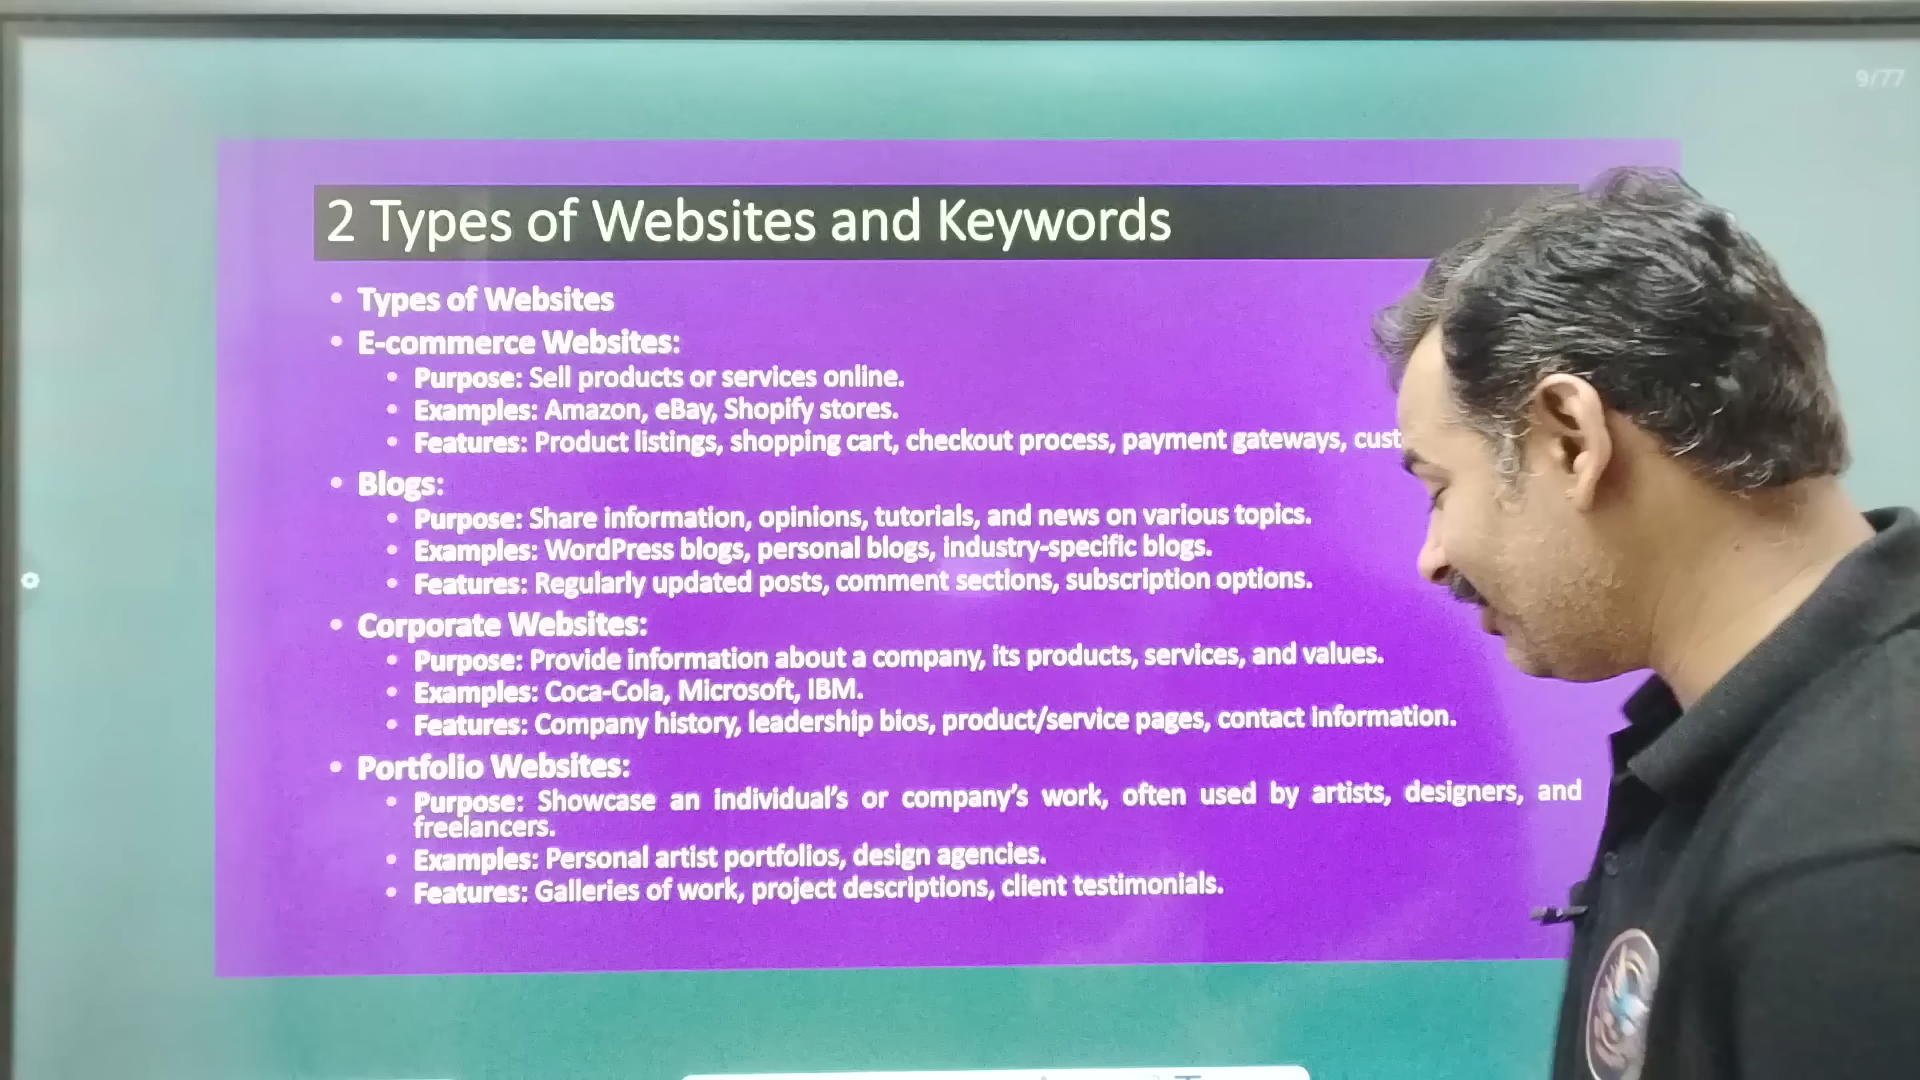 9/77
2 Types of Websites and Keywords
• Types of Websites
• E-commerce Websites:
• Purpose: Sell products or services online.
• Examples: Amazon, eBay, Shopify stores.
• Features: Product listings, shopping cart, checkout process, payment gateways, cust
• Blogs:
• Purpose: Share information, opinions, tutorials, and news on various topics.
• Examples: WordPress blogs, personal blogs, industry-specific blogs.
• Features: Regularly updated posts, comment sections, subscription options.
• Corporate Websites:
• Purpose: Provide information about a company, its products, services, and values.
• Examples: Coca-Cola, Microsoft, IBM.
• Features: Company history, leadership bios, product/service pages, contact information.
• Portfolio Websites:
• Purpose: Showcase an individual's or company's work, often used by artists, designers, and
freelancers.
• Examples: Personal artist portfolios, design agencies.
• Features: Galleries of work, project descriptions, client testimonials.